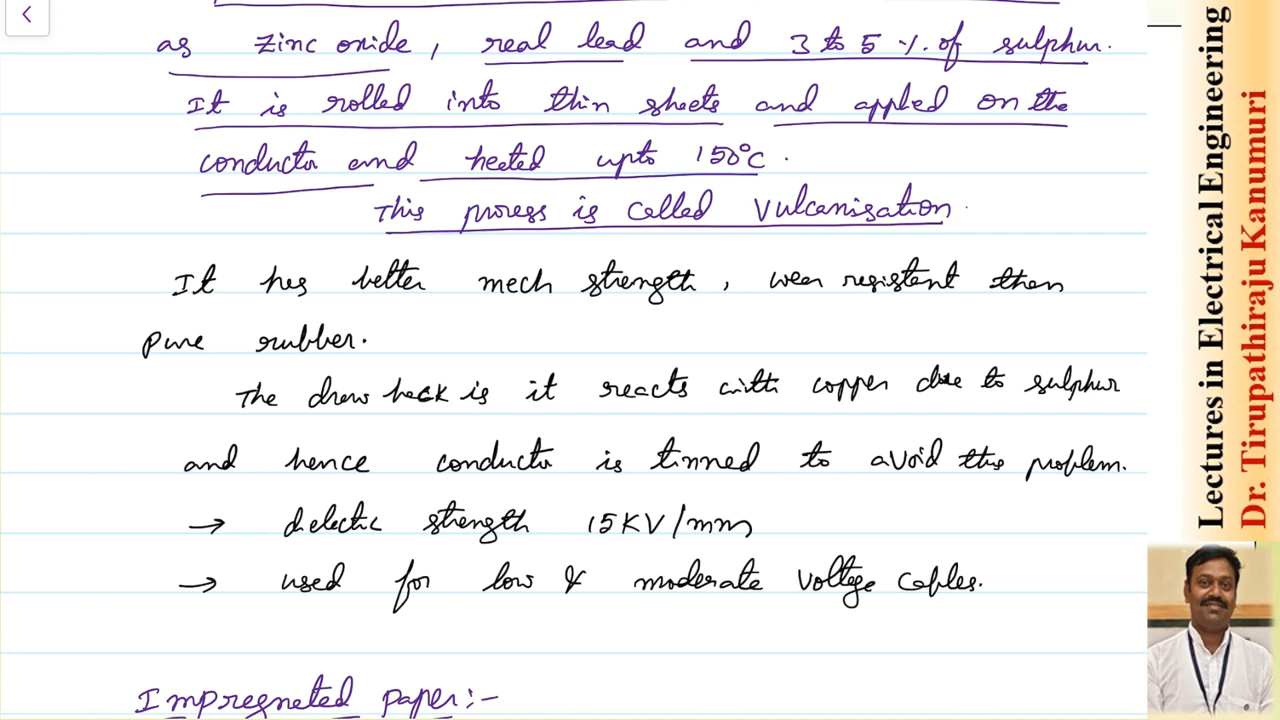 as zinc oxide, real lead and 3 to 5 % of sulphur.
It is rolled into thin sheets and applied on the
conductor and heated upto 150°C.
This process is called Vulcanisation.
It has better mech strength, wear resistant than
pure rubber.
The drawback is it reacts with copper due to sulphur
and hence conductor is tinned to avoid this problem.
→ dielectric strength 15KV/mm
→ used for low & moderate voltage cables.
Impregnated paper:-
Lectures in Electrical Engineering
Dr. Tirupathiraju Kanumuri